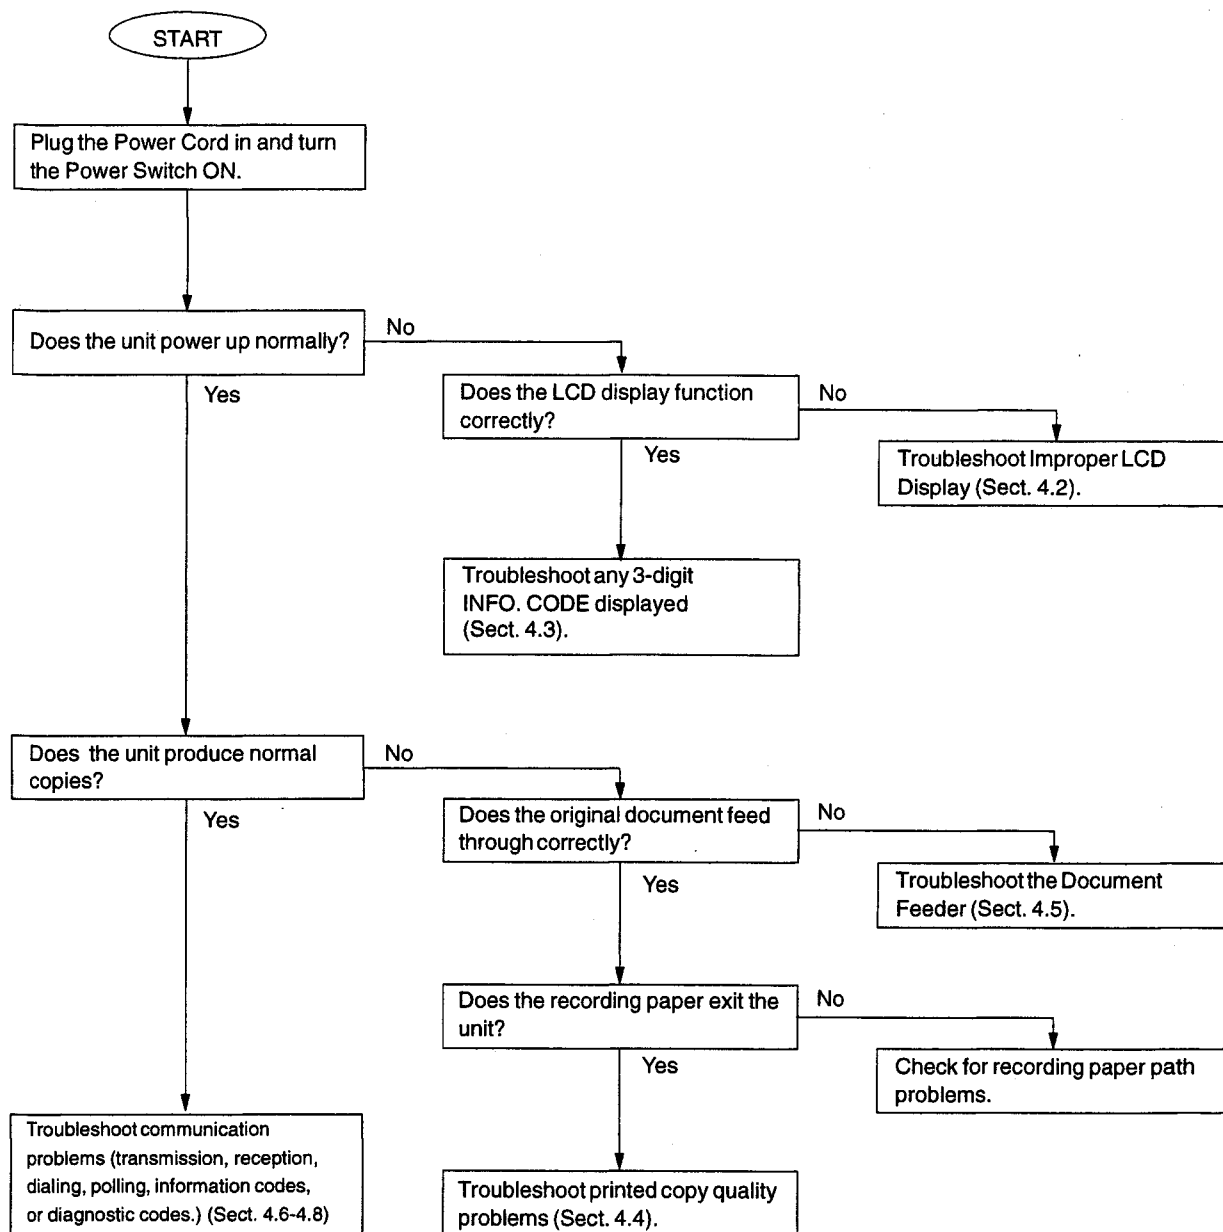 START
Plug the Power Cord in and turn
the Power Switch ON.
Does the unit power up normally?
No
Yes
Does the LCD display function
correctly?
No
Yes
Troubleshoot Improper LCD
Display (Sect. 4.2).
Troubleshoot any 3-digit
INFO. CODE displayed
(Sect. 4.3).
Does the unit produce normal
copies?
No
Yes
Does the original document feed
through correctly?
No
Yes
Troubleshoot the Document
Feeder (Sect. 4.5).
Does the recording paper exit the
unit?
No
Yes
Check for recording paper path
problems.
Troubleshoot communication
problems (transmission, reception,
dialing, polling, information codes,
or diagnostic codes.) (Sect. 4.6-4.8)
Troubleshoot printed copy quality
problems (Sect. 4.4).